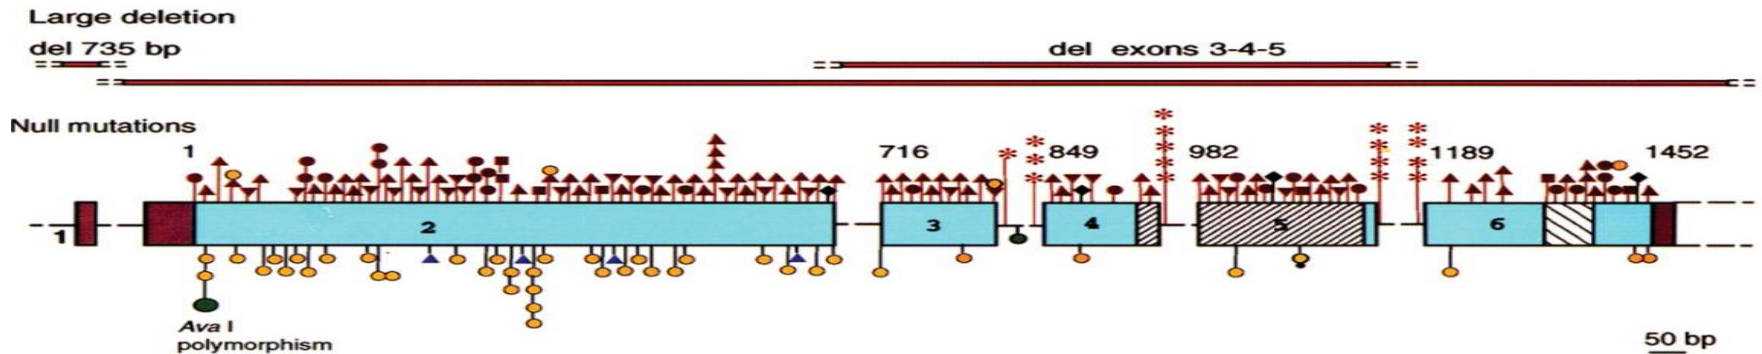 Large deletion
del 735 bp
del exons 3-4-5
Null mutations
1 716 849 982 1189 1452
1 2 3 4 5 6
Ava I
polymorphism
50 bp